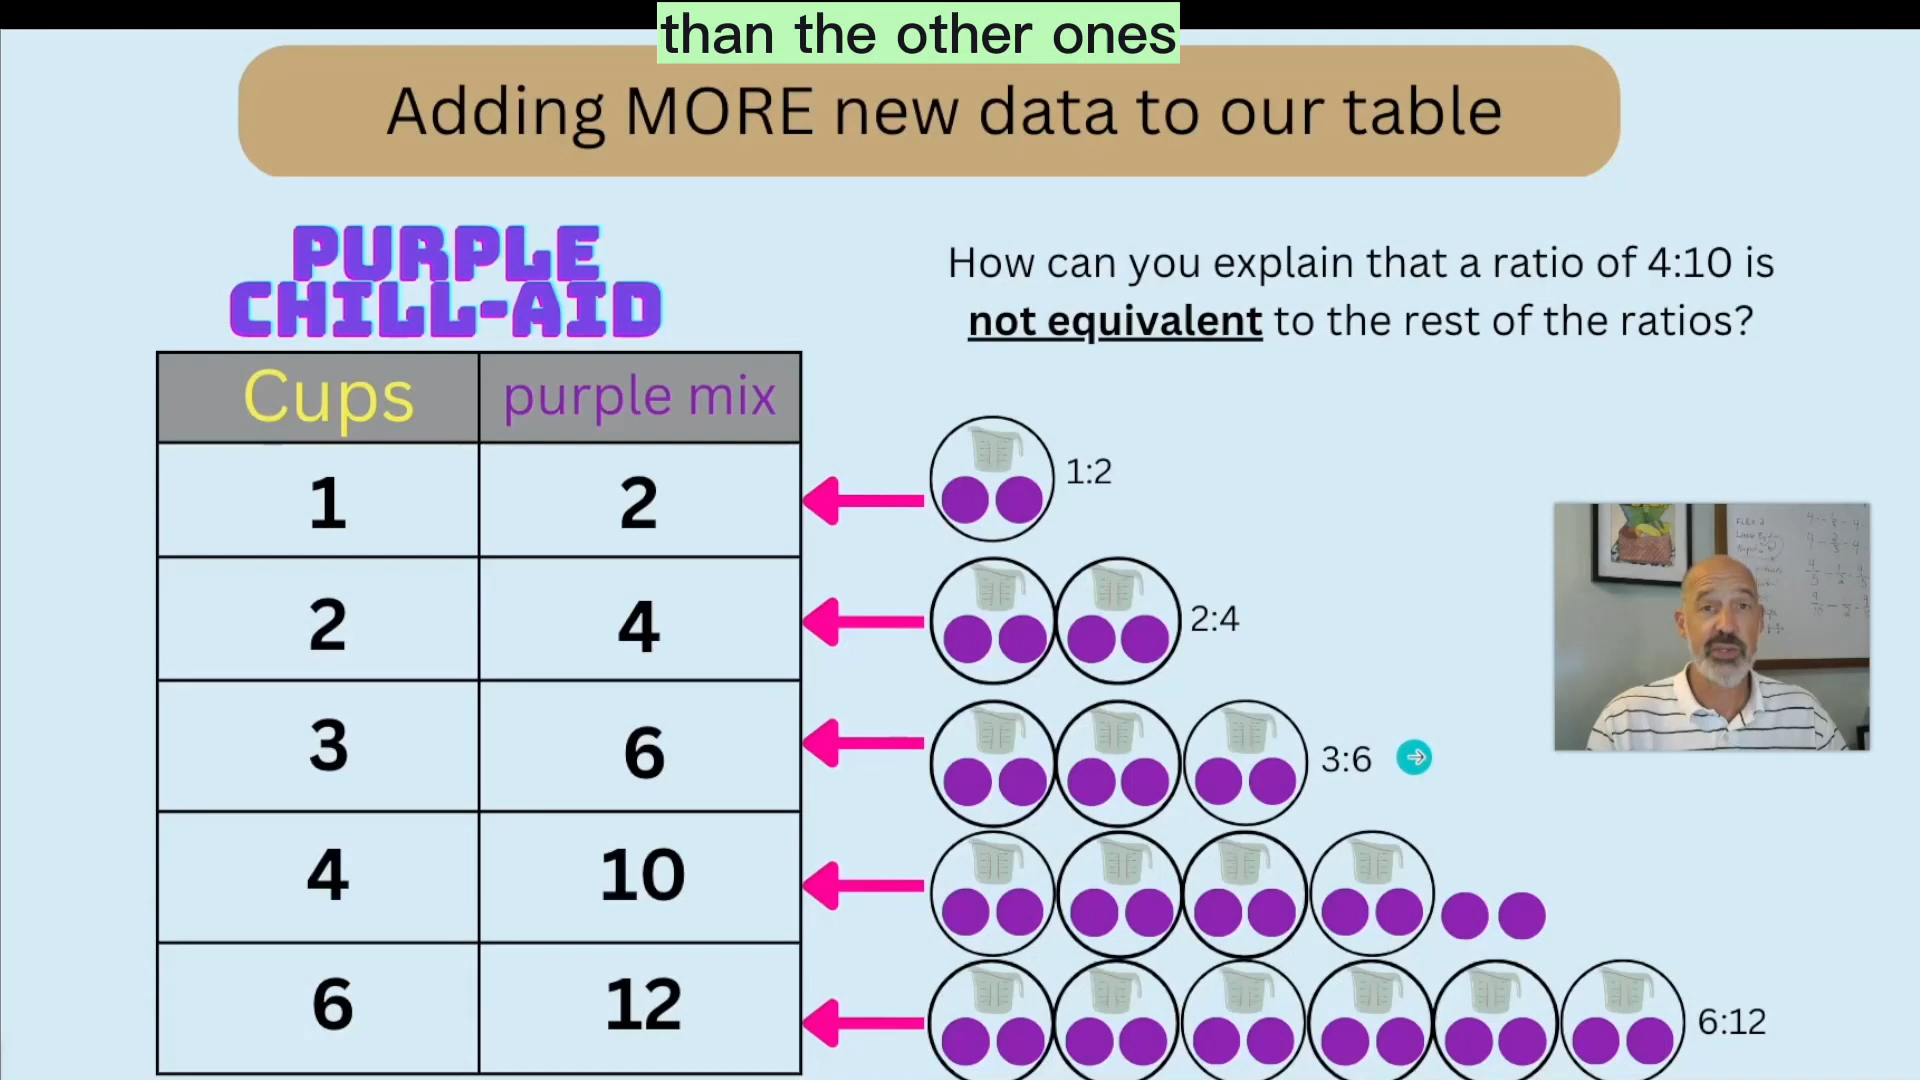 than the other ones
Adding MORE new data to our table
PURPLE
CHILL-AID
How can you explain that a ratio of 4:10 is
not equivalent to the rest of the ratios?
Cups purple mix
1 2
1:2
2 4
2:4
3 6
3:6
4 10
6 12
6:12